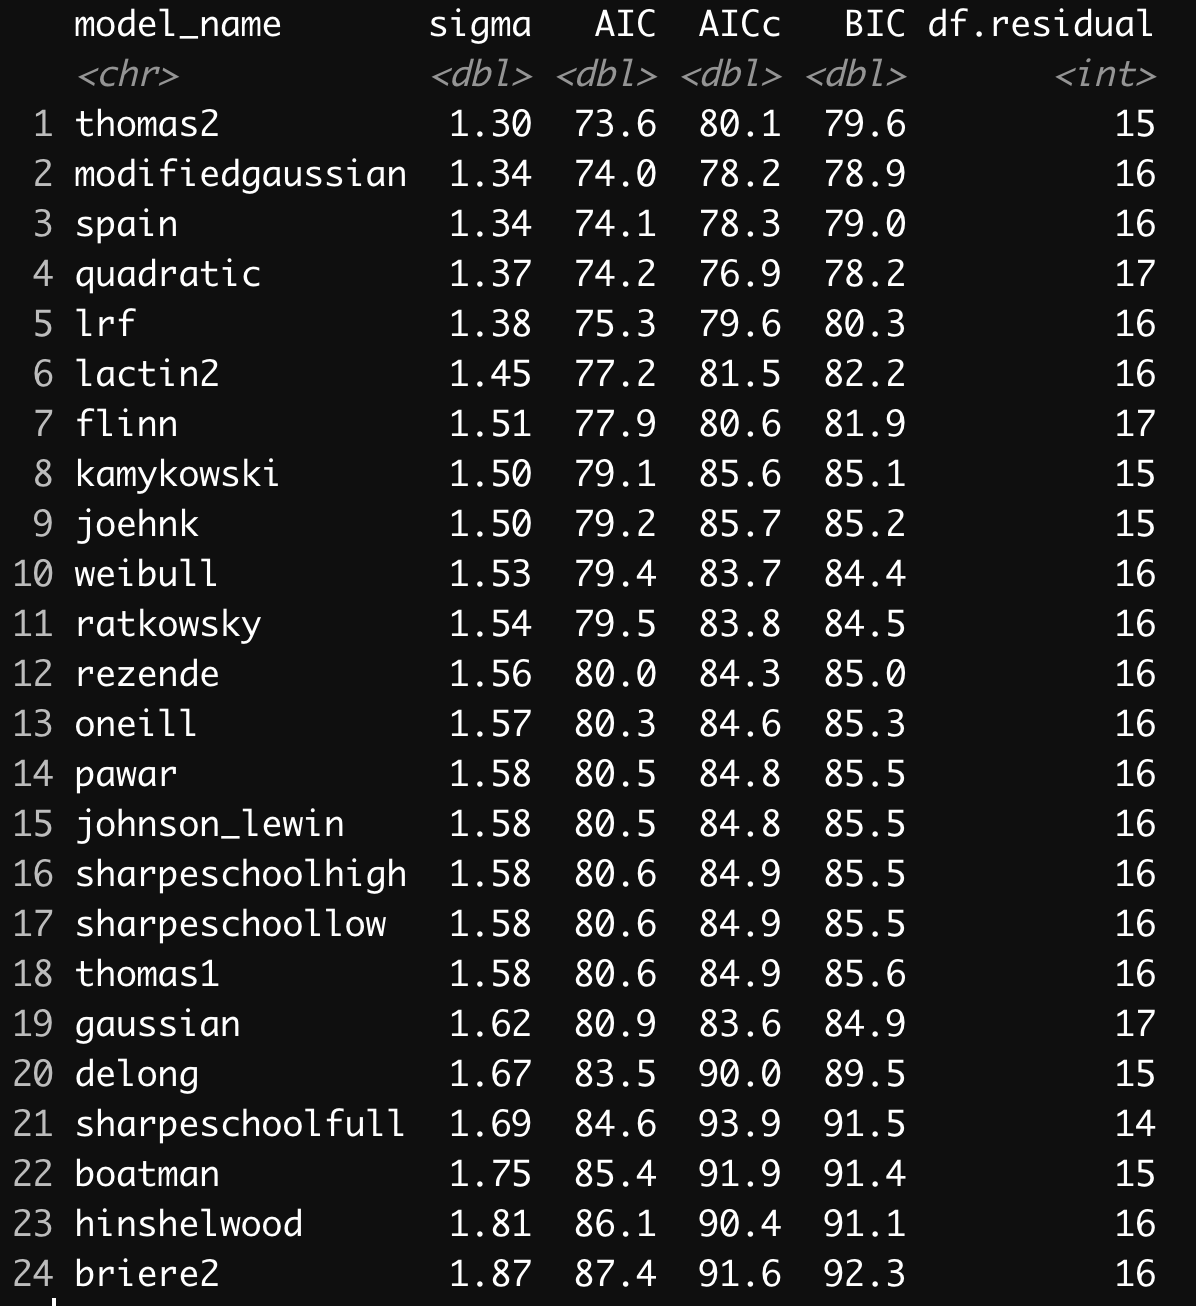 model_name sigma AIC AICc BIC df.residual
<chr> <dbl> <dbl> <dbl> <dbl> <int>
1 thomas2 1.30 73.6 80.1 79.6 15
2 modifiedgaussian 1.34 74.0 78.2 78.9 16
3 spain 1.34 74.1 78.3 79.0 16
4 quadratic 1.37 74.2 76.9 78.2 17
5 lrf 1.38 75.3 79.6 80.3 16
6 lactin2 1.45 77.2 81.5 82.2 16
7 flinn 1.51 77.9 80.6 81.9 17
8 kamykowski 1.50 79.1 85.6 85.1 15
9 joehnk 1.50 79.2 85.7 85.2 15
10 weibull 1.53 79.4 83.7 84.4 16
11 ratkowsky 1.54 79.5 83.8 84.5 16
12 rezende 1.56 80.0 84.3 85.0 16
13 oneill 1.57 80.3 84.6 85.3 16
14 pawar 1.58 80.5 84.8 85.5 16
15 johnson_lewin 1.58 80.5 84.8 85.5 16
16 sharpeschoolhigh 1.58 80.6 84.9 85.5 16
17 sharpeschoollow 1.58 80.6 84.9 85.5 16
18 thomas1 1.58 80.6 84.9 85.6 16
19 gaussian 1.62 80.9 83.6 84.9 17
20 delong 1.67 83.5 90.0 89.5 15
21 sharpeschoolfull 1.69 84.6 93.9 91.5 14
22 boatman 1.75 85.4 91.9 91.4 15
23 hinshelwood 1.81 86.1 90.4 91.1 16
24 briere2 1.87 87.4 91.6 92.3 16